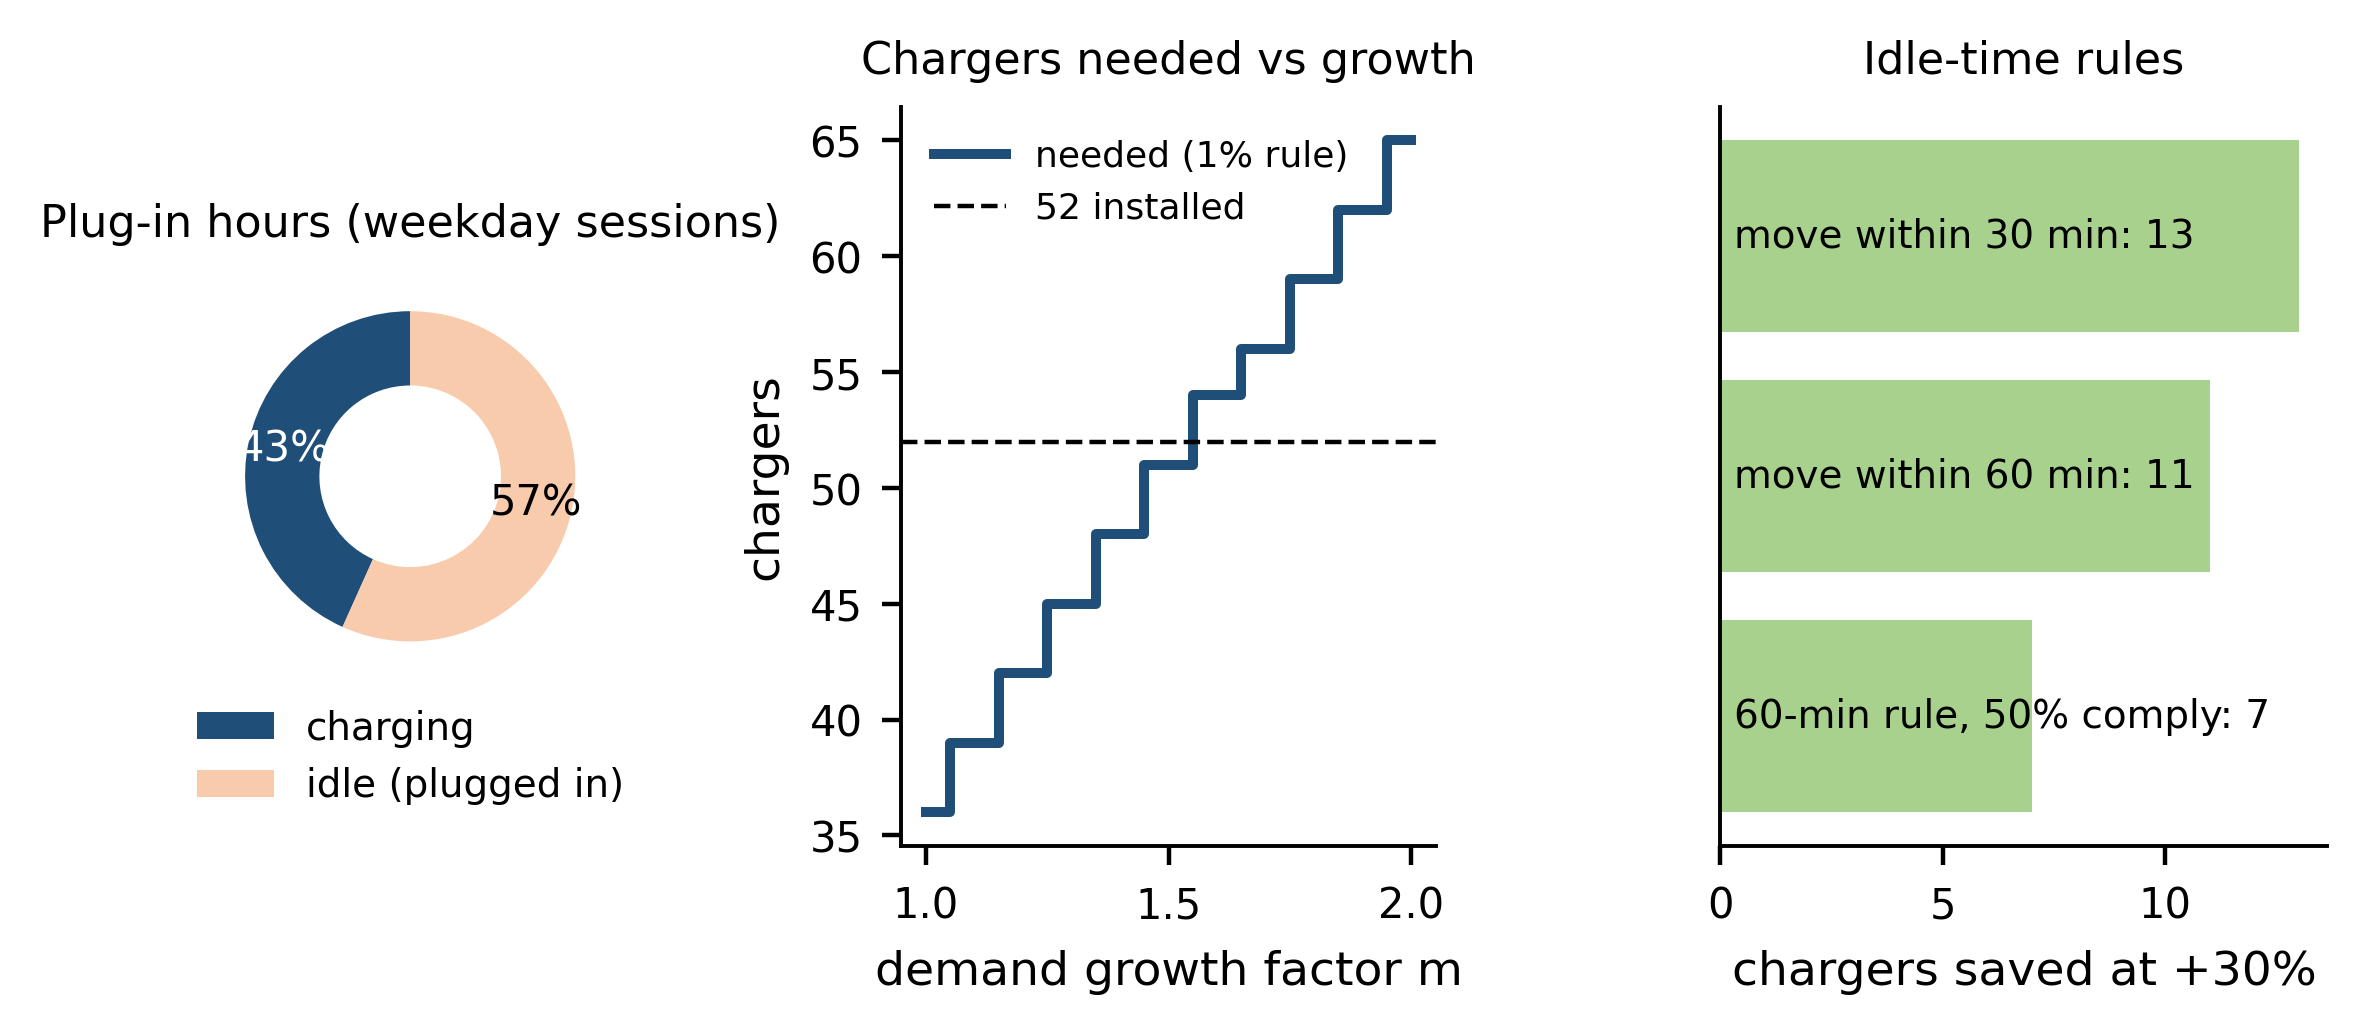 Plug-in hours (weekday sessions)
43%
57%
charging
idle (plugged in)
Chargers needed vs growth
needed (1% rule)
52 installed
chargers
65
60
55
50
45
40
35
1.0 1.5 2.0
demand growth factor m
Idle-time rules
move within 30 min: 13
move within 60 min: 11
60-min rule, 50% comply: 7
0 5 10
chargers saved at +30%